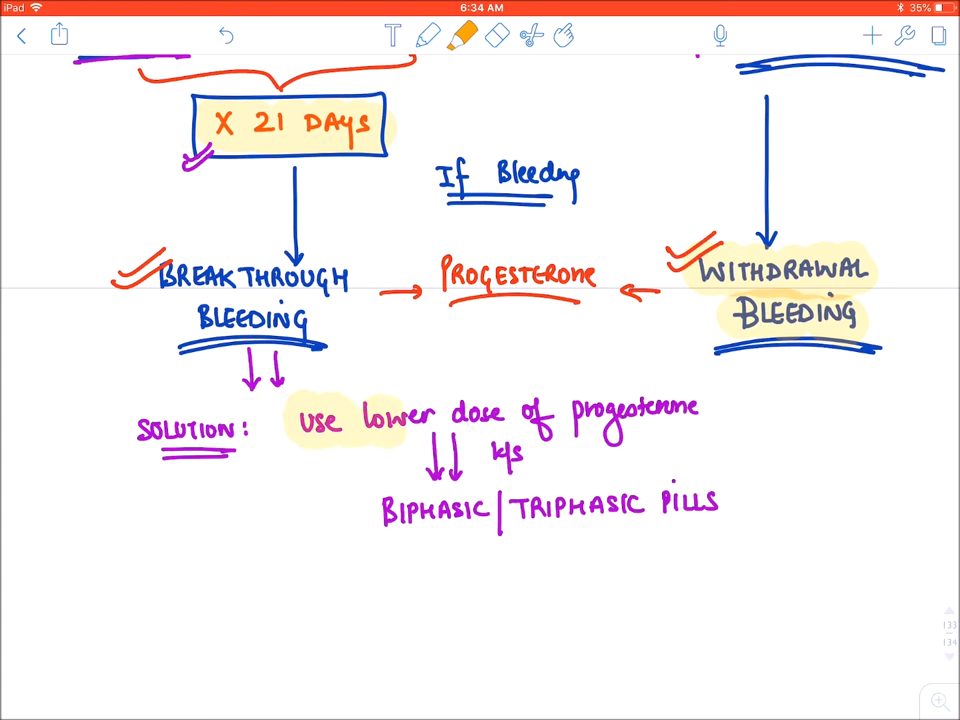 iPad 6:34 AM 35%
T
X 21 DAYS
If Bleeding
BREAKTHROUGH
BLEEDING
PROGESTERONE
WITHDRAWAL
BLEEDING
SOLUTION: use lower dose of progesterone
k/s
BIPHASIC | TRIPHASIC PILLS
133
134